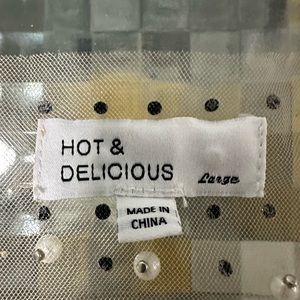 HOT &
DELICIOUS Large
MADE IN
CHINA